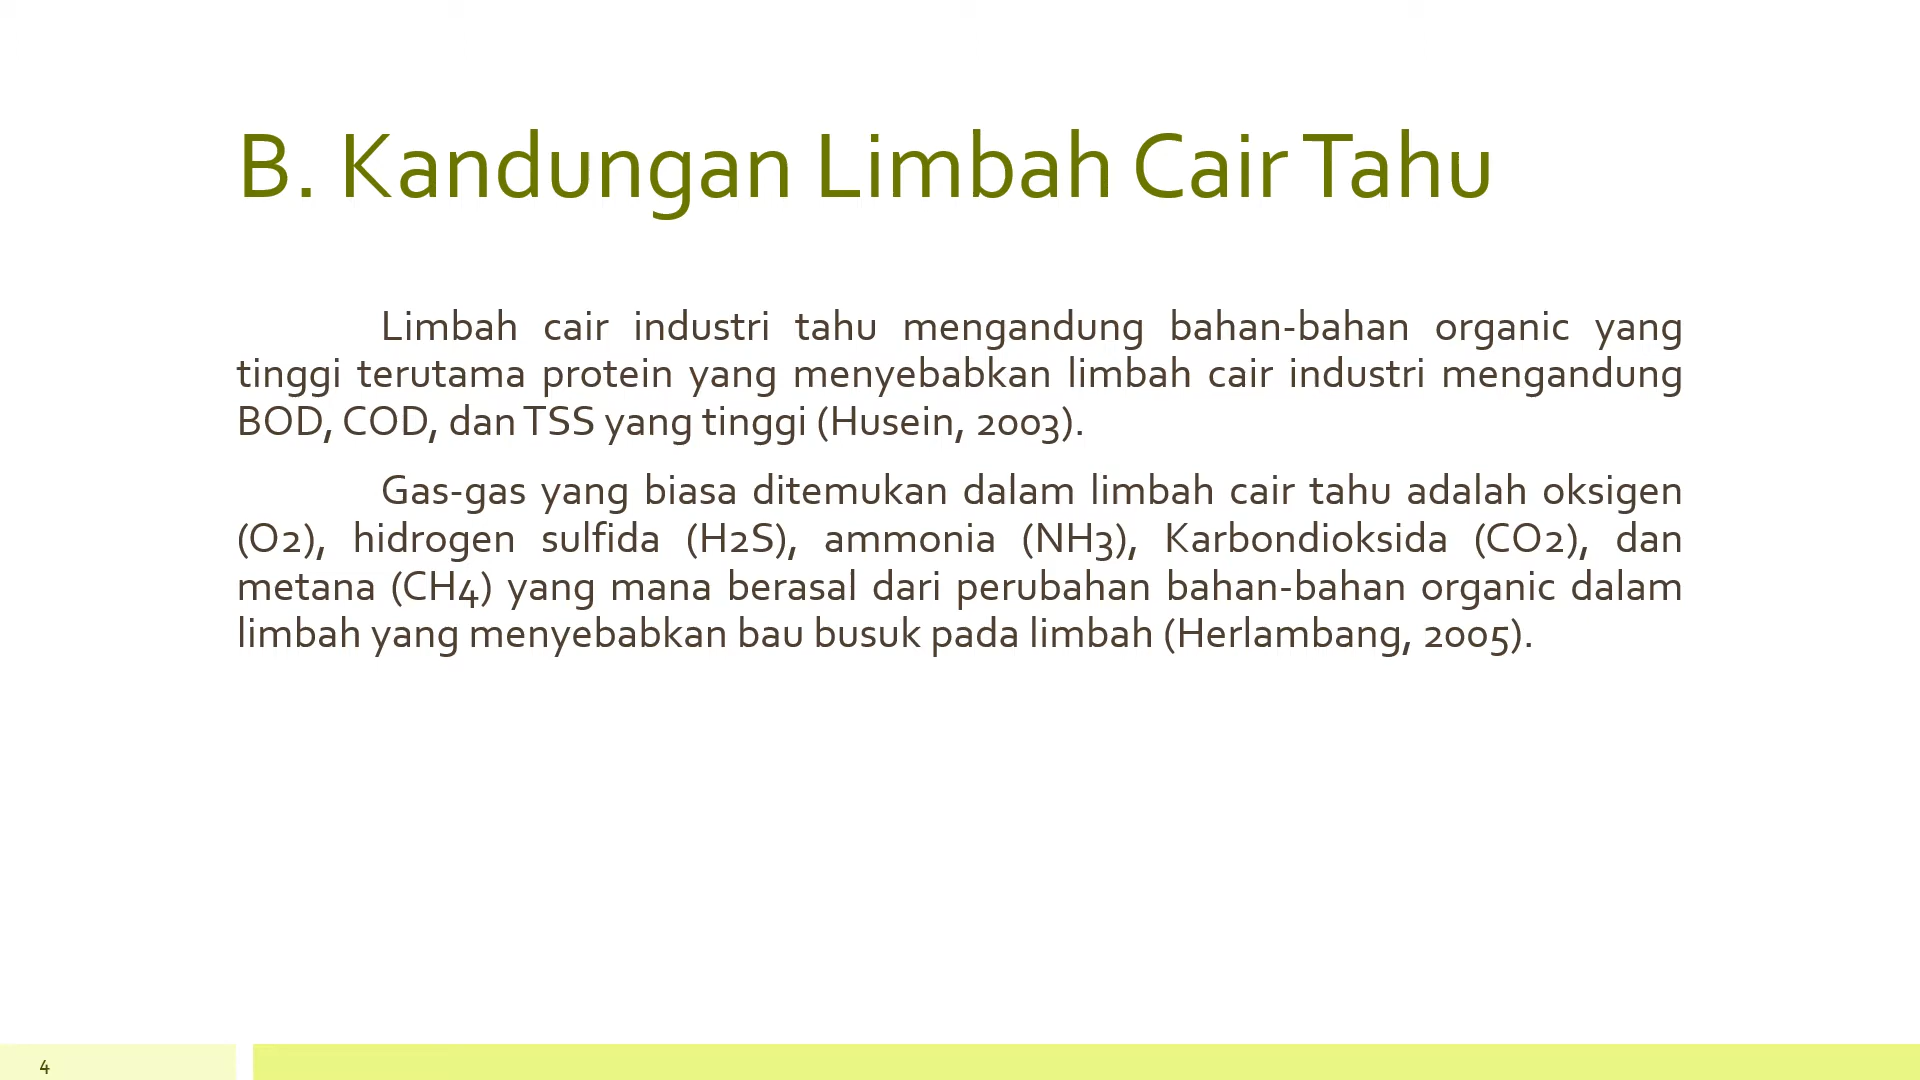 B. Kandungan Limbah Cair Tahu
Limbah cair industri tahu mengandung bahan-bahan organic yang
tinggi terutama protein yang menyebabkan limbah cair industri mengandung
BOD, COD, dan TSS yang tinggi (Husein, 2003).
Gas-gas yang biasa ditemukan dalam limbah cair tahu adalah oksigen
(O2), hidrogen sulfida (H2S), ammonia (NH3), Karbondioksida (CO2), dan
metana (CH4) yang mana berasal dari perubahan bahan-bahan organic dalam
limbah yang menyebabkan bau busuk pada limbah (Herlambang, 2005).
4